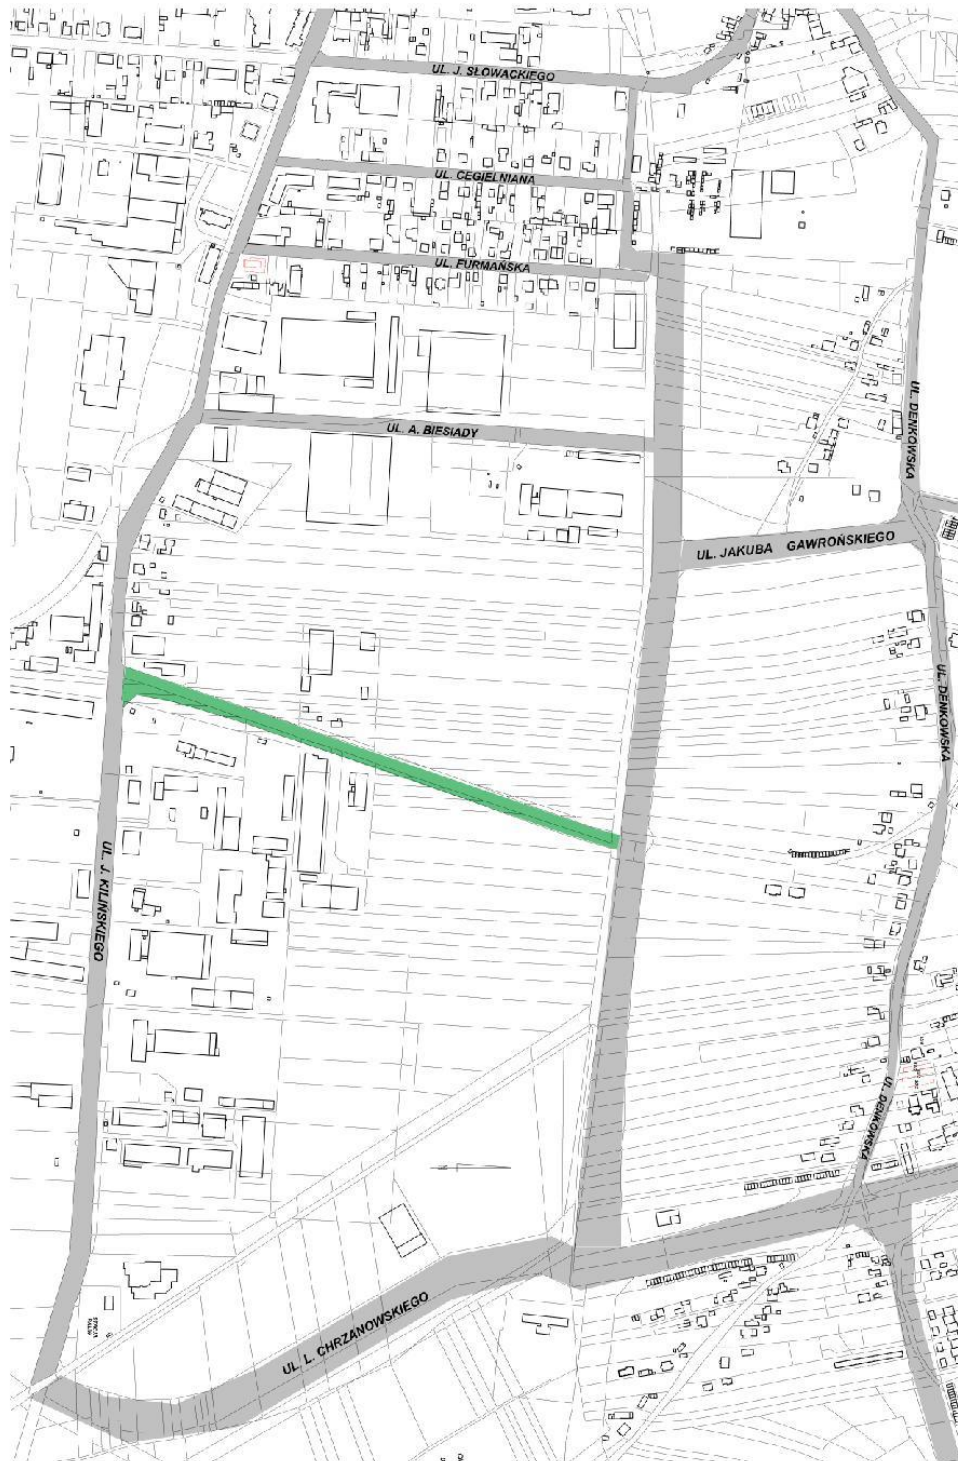 UL. J. SŁOWACKIEGO
UL. CEGIELNIANA
UL. FURMAŃSKA
UL. DENKOWSKA
UL. A. BIESIADY
UL. JAKUBA GAWROŃSKIEGO
UL. DENKOWSKA
UL. J. KILIŃSKIEGO
UL. DENKOWSKA
UL. L. CHRZANOWSKIEGO